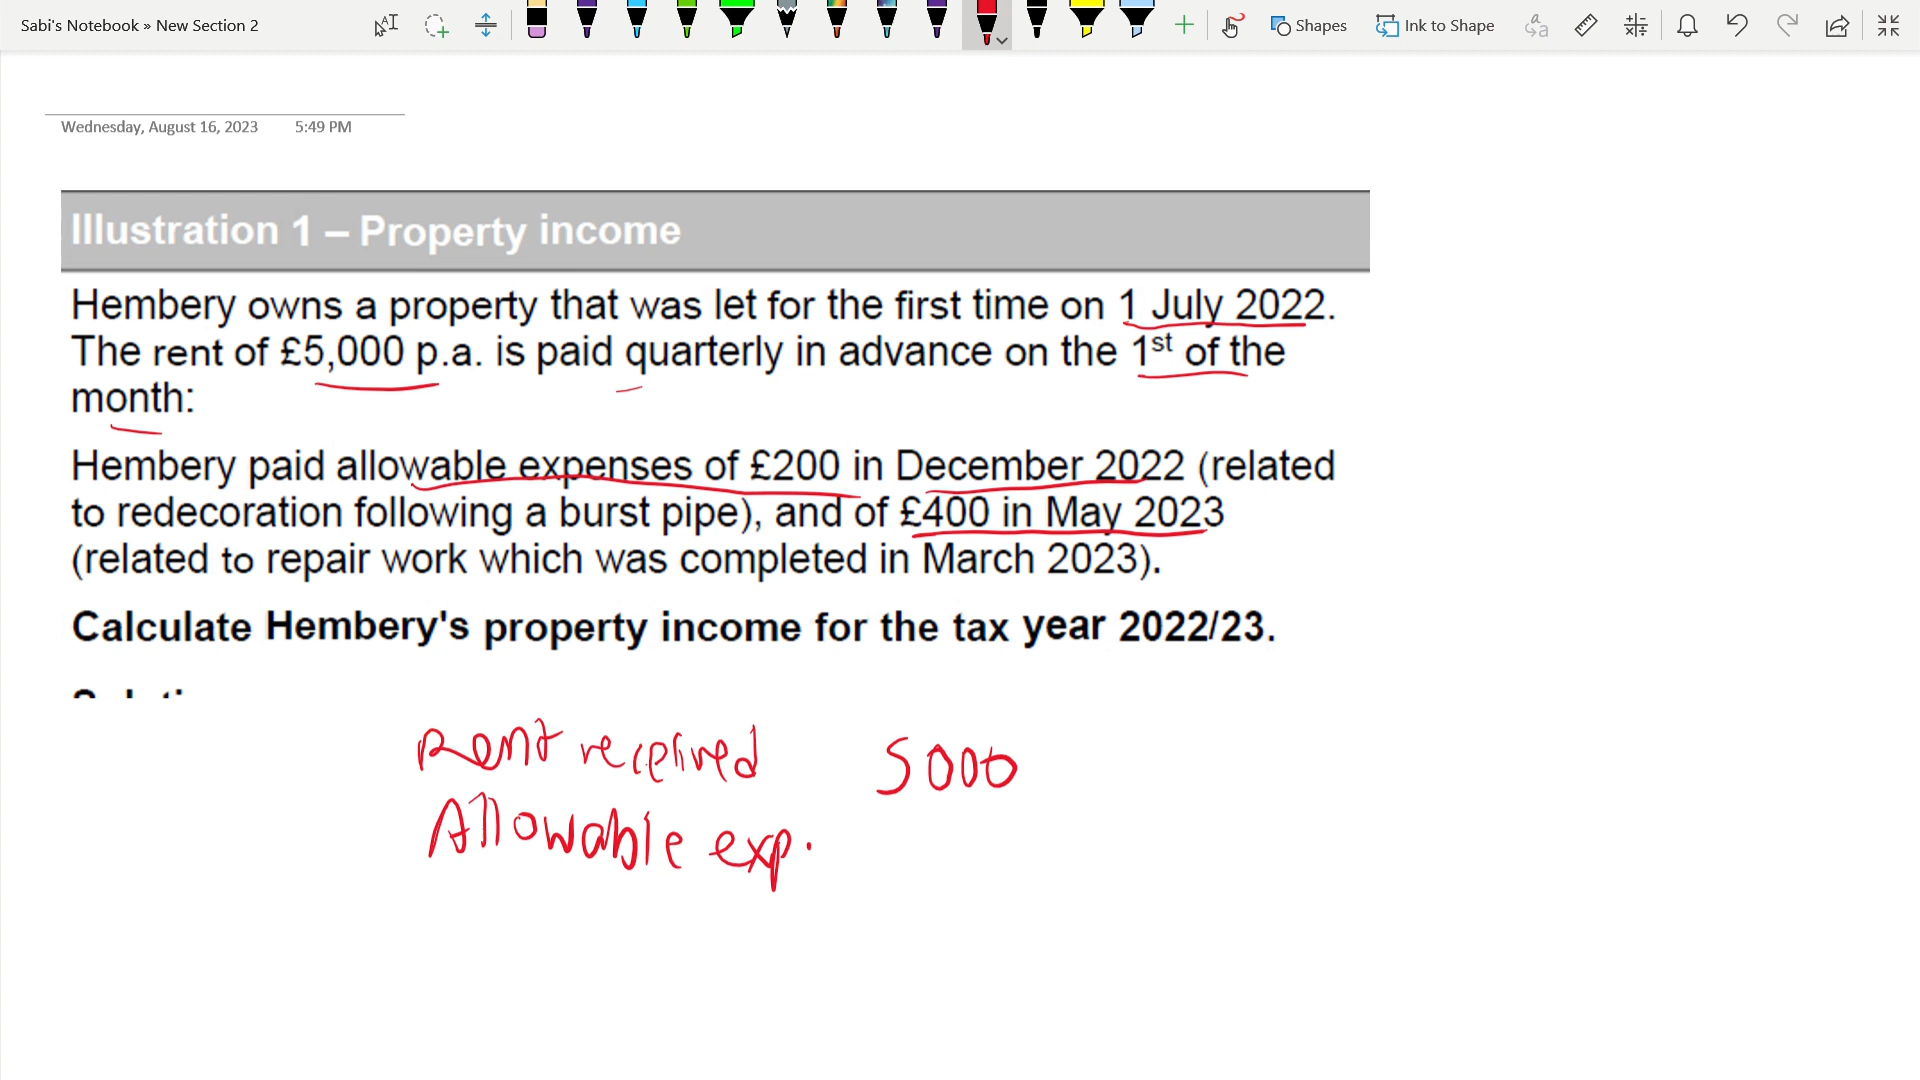 Sabi's Notebook » New Section 2
Shapes
Ink to Shape
Wednesday, August 16, 2023 5:49 PM
Illustration 1 – Property income
Hembery owns a property that was let for the first time on 1 July 2022.
The rent of £5,000 p.a. is paid quarterly in advance on the 1st of the
month:
Hembery paid allowable expenses of £200 in December 2022 (related
to redecoration following a burst pipe), and of £400 in May 2023
(related to repair work which was completed in March 2023).
Calculate Hembery's property income for the tax year 2022/23.
Rent received 5000
Allowable exp.